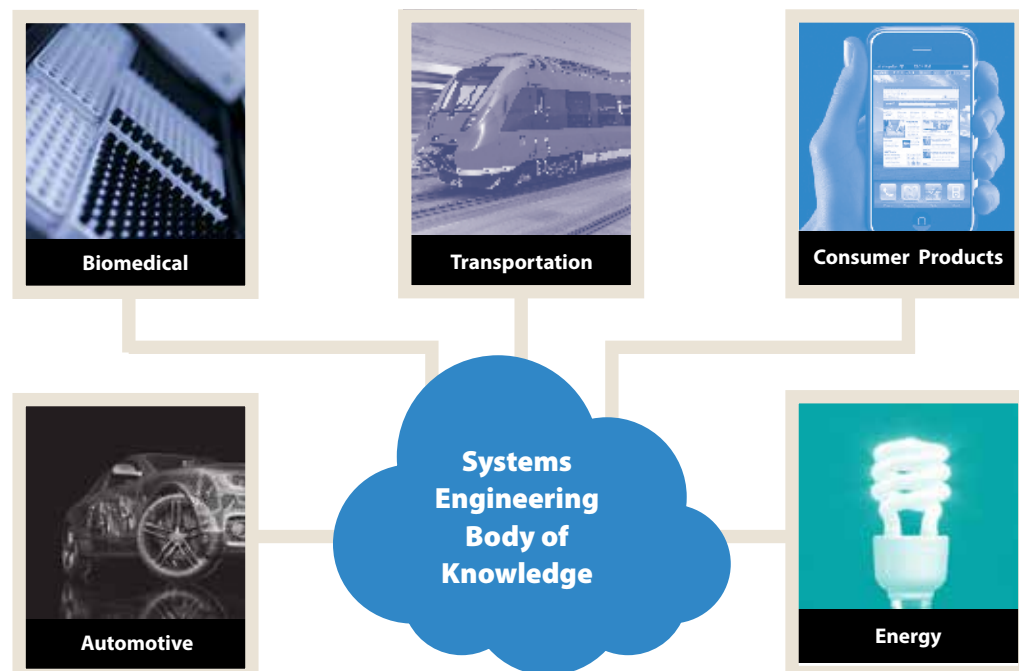 Biomedical
Transportation
Consumer Products
Systems
Engineering
Body of
Knowledge
Automotive
Energy